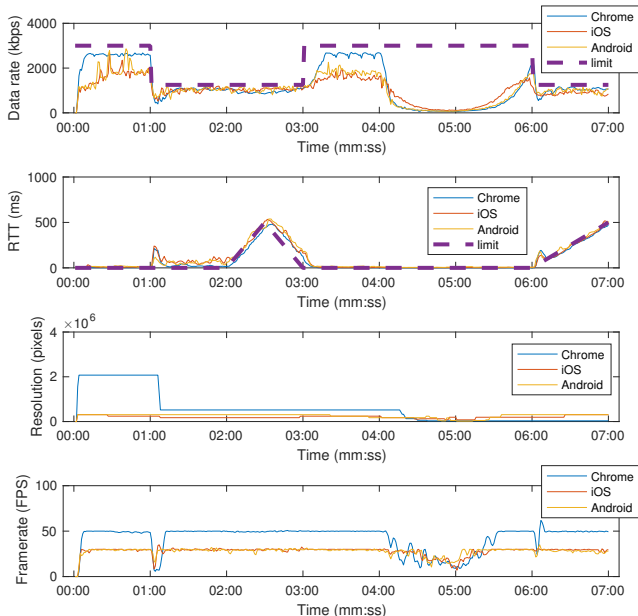 Data rate (kbps)
4000
2000
0
00:00 01:00 02:00 03:00 04:00 05:00 06:00 07:00
Time (mm:ss)
Chrome
iOS
Android
limit
RTT
(ms)
1000
500
0
00:00 01:00 02:00 03:00 04:00 05:00 06:00 07:00
Time (mm:ss)
Chrome
iOS
Android
limit
Resolution (pixels)
× 10 6
4
2
0
00:00 01:00 02:00 03:00 04:00 05:00 06:00 07:00
Time (mm:ss)
Chrome
iOS
Android
Framerate (FPS)
100
50
0
00:00 01:00 02:00 03:00 04:00 05:00 06:00 07:00
Time (mm:ss)
Chrome
iOS
Android